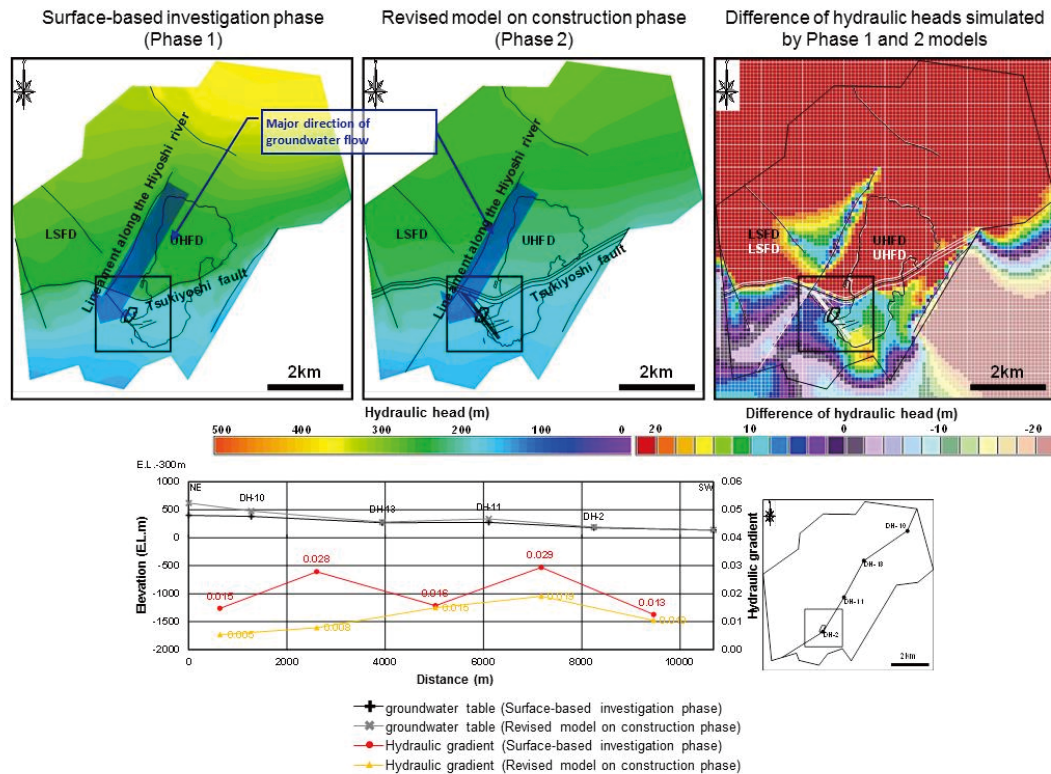 Surface-based investigation phase
(Phase 1)
Revised model on construction phase
(Phase 2)
Difference of hydraulic heads simulated
by Phase 1 and 2 models
Major direction of
groundwater flow
Lineament along the Hiyoshi river
LSFD
UHFD
Tsukiyoshi fault
2km
Lineament along the Hiyoshi river
LSFD
UHFD
Tsukiyoshi fault
2km
LSFD
LSFD
UHFD
UHFD
2km
Hydraulic head (m)
500 400 300 200 100 0
Difference of hydraulic head (m)
20 10 0 -10 -20
E.L.-300m
NE
SW
DH-10
DH-13
DH-11
DH-2
1000
500
0
-500
-1000
-1500
-2000
Elevation (E.L.m)
0.06
0.05
0.04
0.03
0.02
0.01
0.00
Hydraulic gradient
0.015
0.028
0.016
0.029
0.013
0.005
0.008
0.015
0.019
0 2000 4000 6000 8000 10000
Distance (m)
DH-10
DH-13
DH-11
DH-2
2km
groundwater table (Surface-based investigation phase)
groundwater table (Revised model on construction phase)
Hydraulic gradient (Surface-based investigation phase)
Hydraulic gradient (Revised model on construction phase)